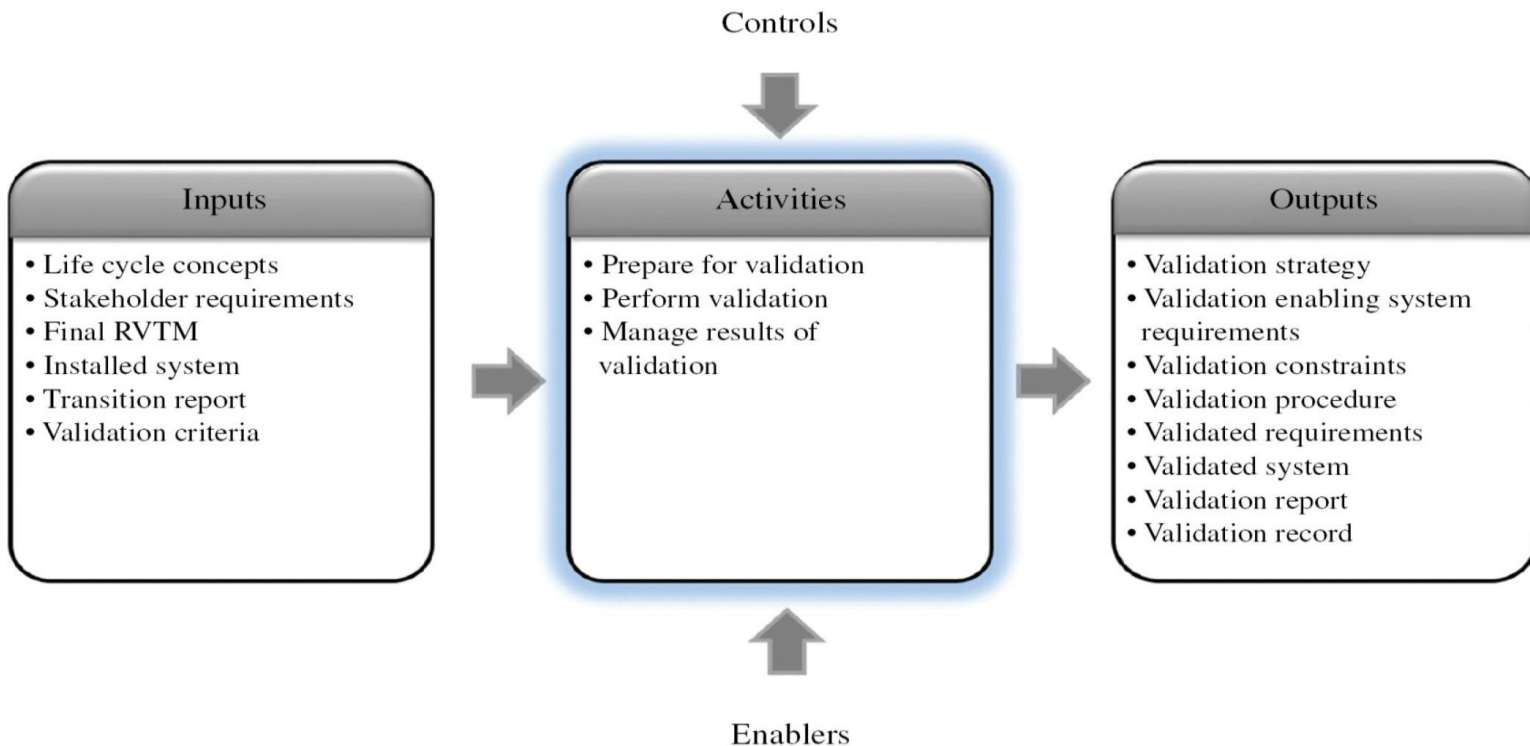 Controls
Inputs
• Life cycle concepts
• Stakeholder requirements
• Final RVTM
• Installed system
• Transition report
• Validation criteria
Activities
• Prepare for validation
• Perform validation
• Manage results of
validation
Outputs
• Validation strategy
• Validation enabling system
requirements
• Validation constraints
• Validation procedure
• Validated requirements
• Validated system
• Validation report
• Validation record
Enablers